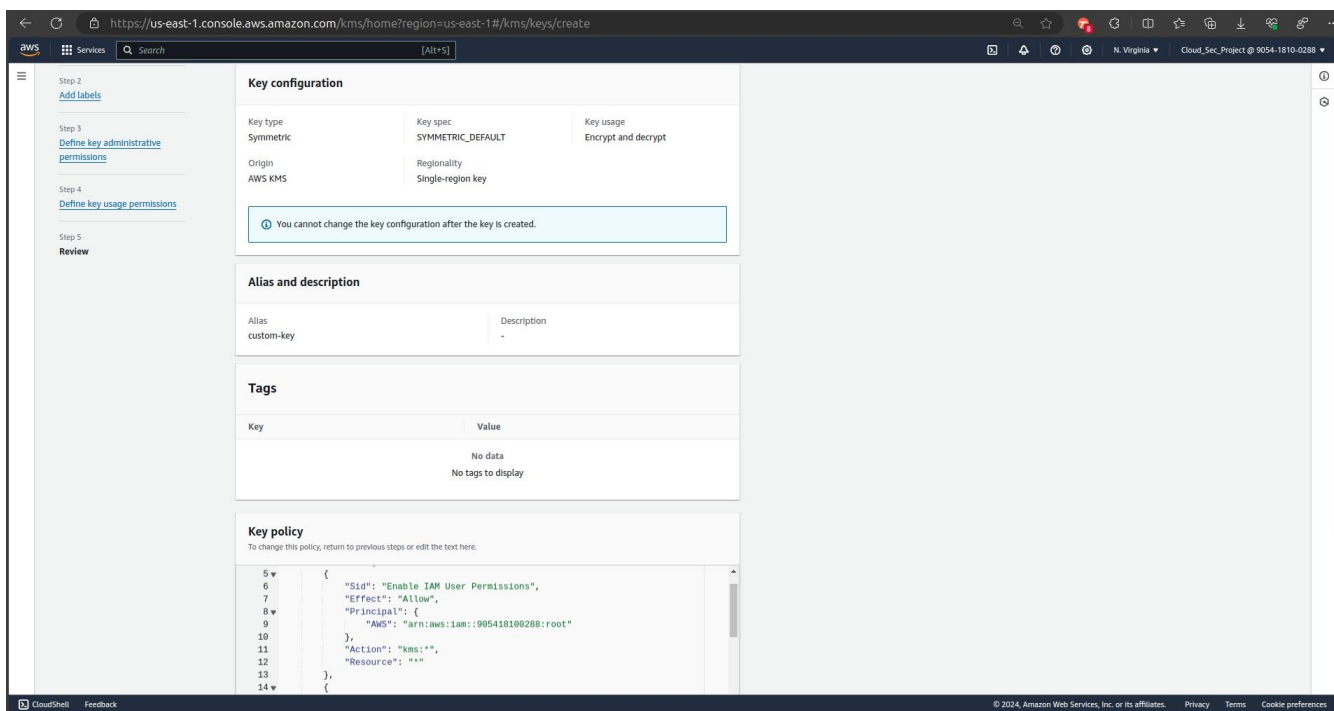 https://us-east-1.console.aws.amazon.com/kms/home?region=us-east-1#/kms/keys/create
aws Services Search [Alt+S] N. Virginia Cloud_Sec_Project @ 9054-1810-0288
Step 2
Add labels
Step 3
Define key administrative
permissions
Step 4
Define key usage permissions
Step 5
Review
Key configuration
Key type Key spec Key usage
Symmetric SYMMETRIC_DEFAULT Encrypt and decrypt
Origin Regionality
AWS KMS Single-region key
You cannot change the key configuration after the key is created.
Alias and description
Alias Description
custom-key -
Tags
Key Value
No data
No tags to display
Key policy
To change this policy, return to previous steps or edit the text here.
5 {
6 "Sid": "Enable IAM User Permissions",
7 "Effect": "Allow",
8 "Principal": {
9 "AWS": "arn:aws:iam::905418100288:root"
10 },
11 "Action": "kms:*",
12 "Resource": "*"
13 },
14 {
CloudShell Feedback © 2024, Amazon Web Services, Inc. or its affiliates. Privacy Terms Cookie preferences